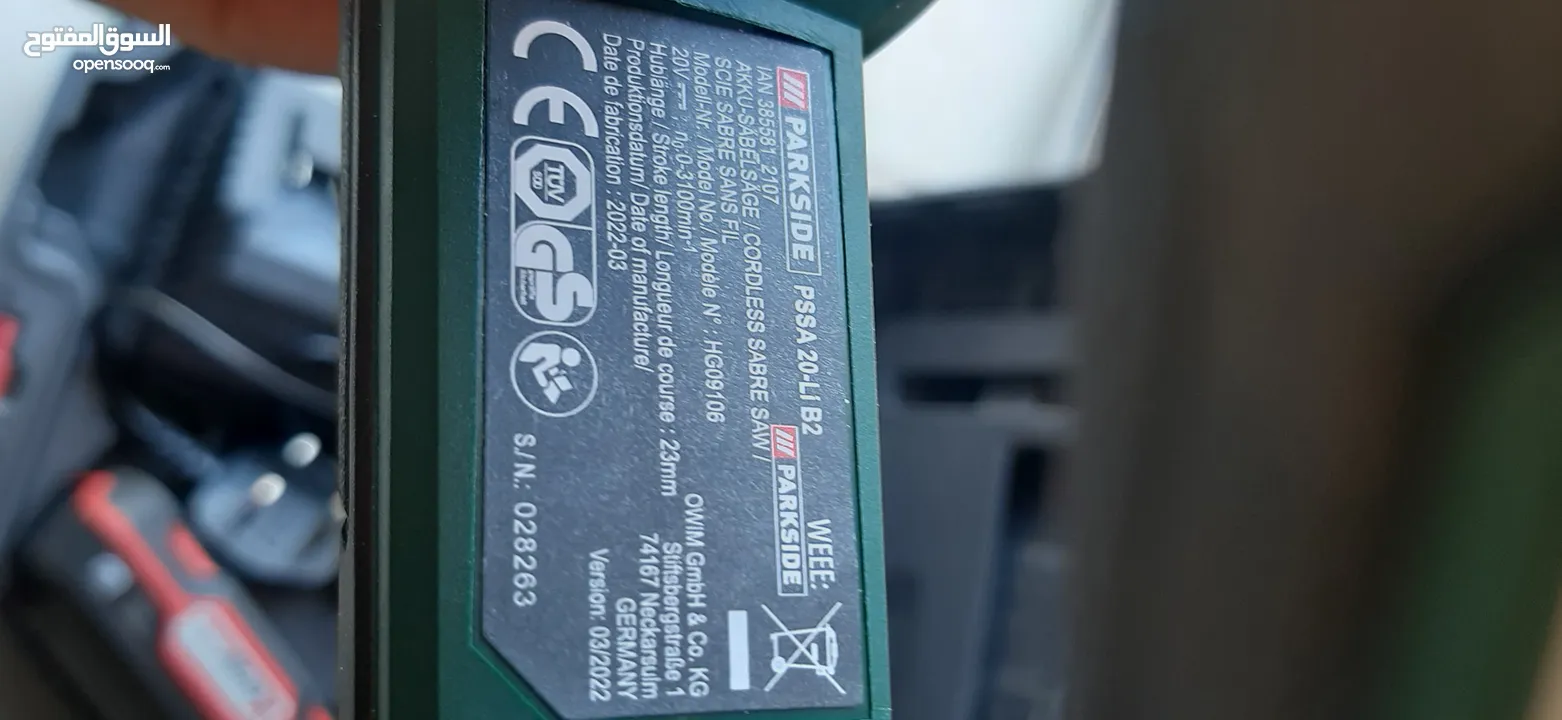 السوق المفتوح
opensooq.com
PARKSIDE PSSA 20-LI B2
IAN 385581_2107
AKKU-SÄBELSÄGE / CORDLESS SABRE SAW /
SCIE SABRE SANS FIL
Modell-Nr. / Model No./ Modèle N° : HG09106
20V ; n₀:0-3100min⁻¹
Hublänge / Stroke length/ Longueur de course : 23mm
Produktionsdatum/ Date of manufacture/
Date de fabrication : 2022-03
CE
TÜV
SÜD
GS
S/N.: 028263
WEEE:
PARKSIDE
OWIM GmbH & Co. KG
Stiftsbergstraße 1
74167 Neckarsulm
GERMANY
Version: 03/2022